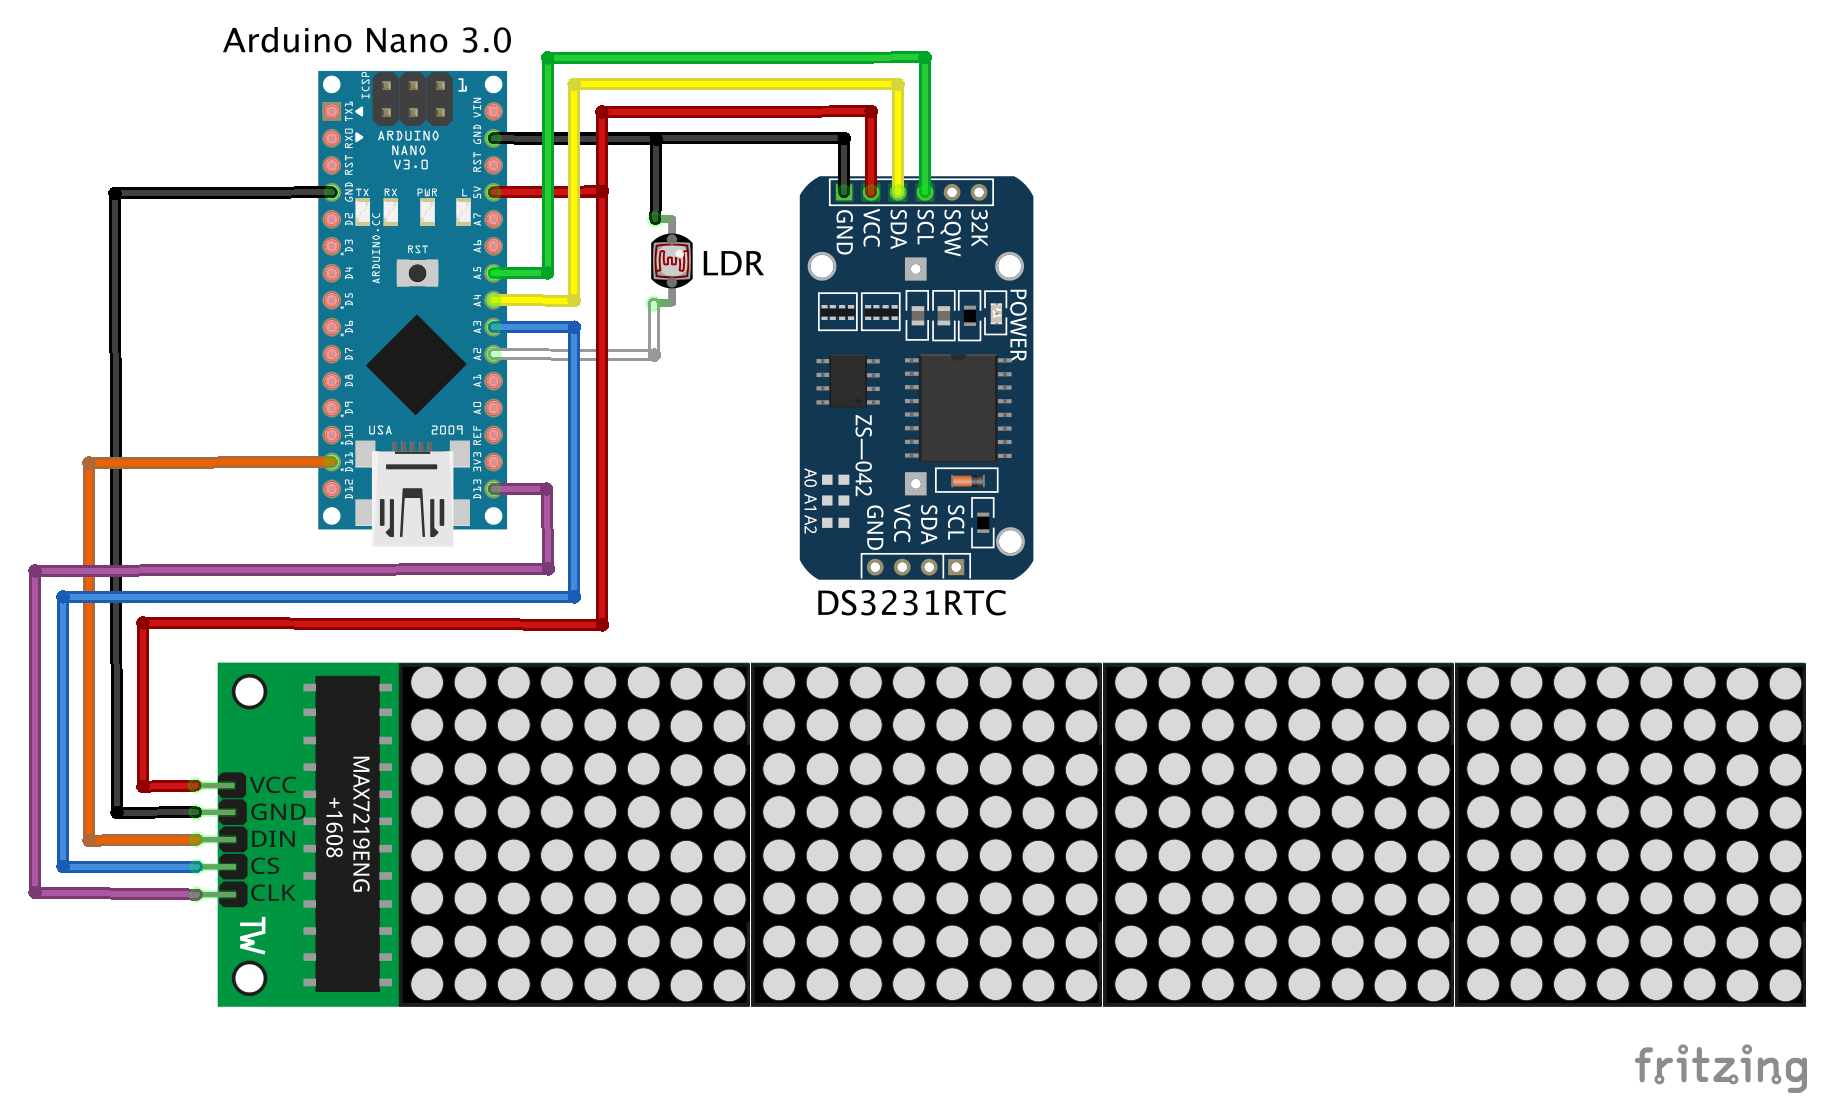 Arduino Nano 3.0
ICSP
1
ARDUINO
NANO
V3.0
TX1
RX0
RST
GND
D2
D3
D4
D5
D6
D7
D8
D9
D10
D11
D12
VIN
GND
RST
5V
A7
A6
A5
A4
A3
A2
A1
A0
REF
3V3
D13
TX
RX
PWR
L
ARDUINO.CC
RST
USA
2009
LDR
GND
VCC
SDA
SCL
SQW
32K
POWER
ZS-042
A0 A1 A2
GND
VCC
SDA
SCL
DS3231RTC
VCC
GND
DIN
CS
CLK
TW
MAX7219ENG
+1608
fritzing